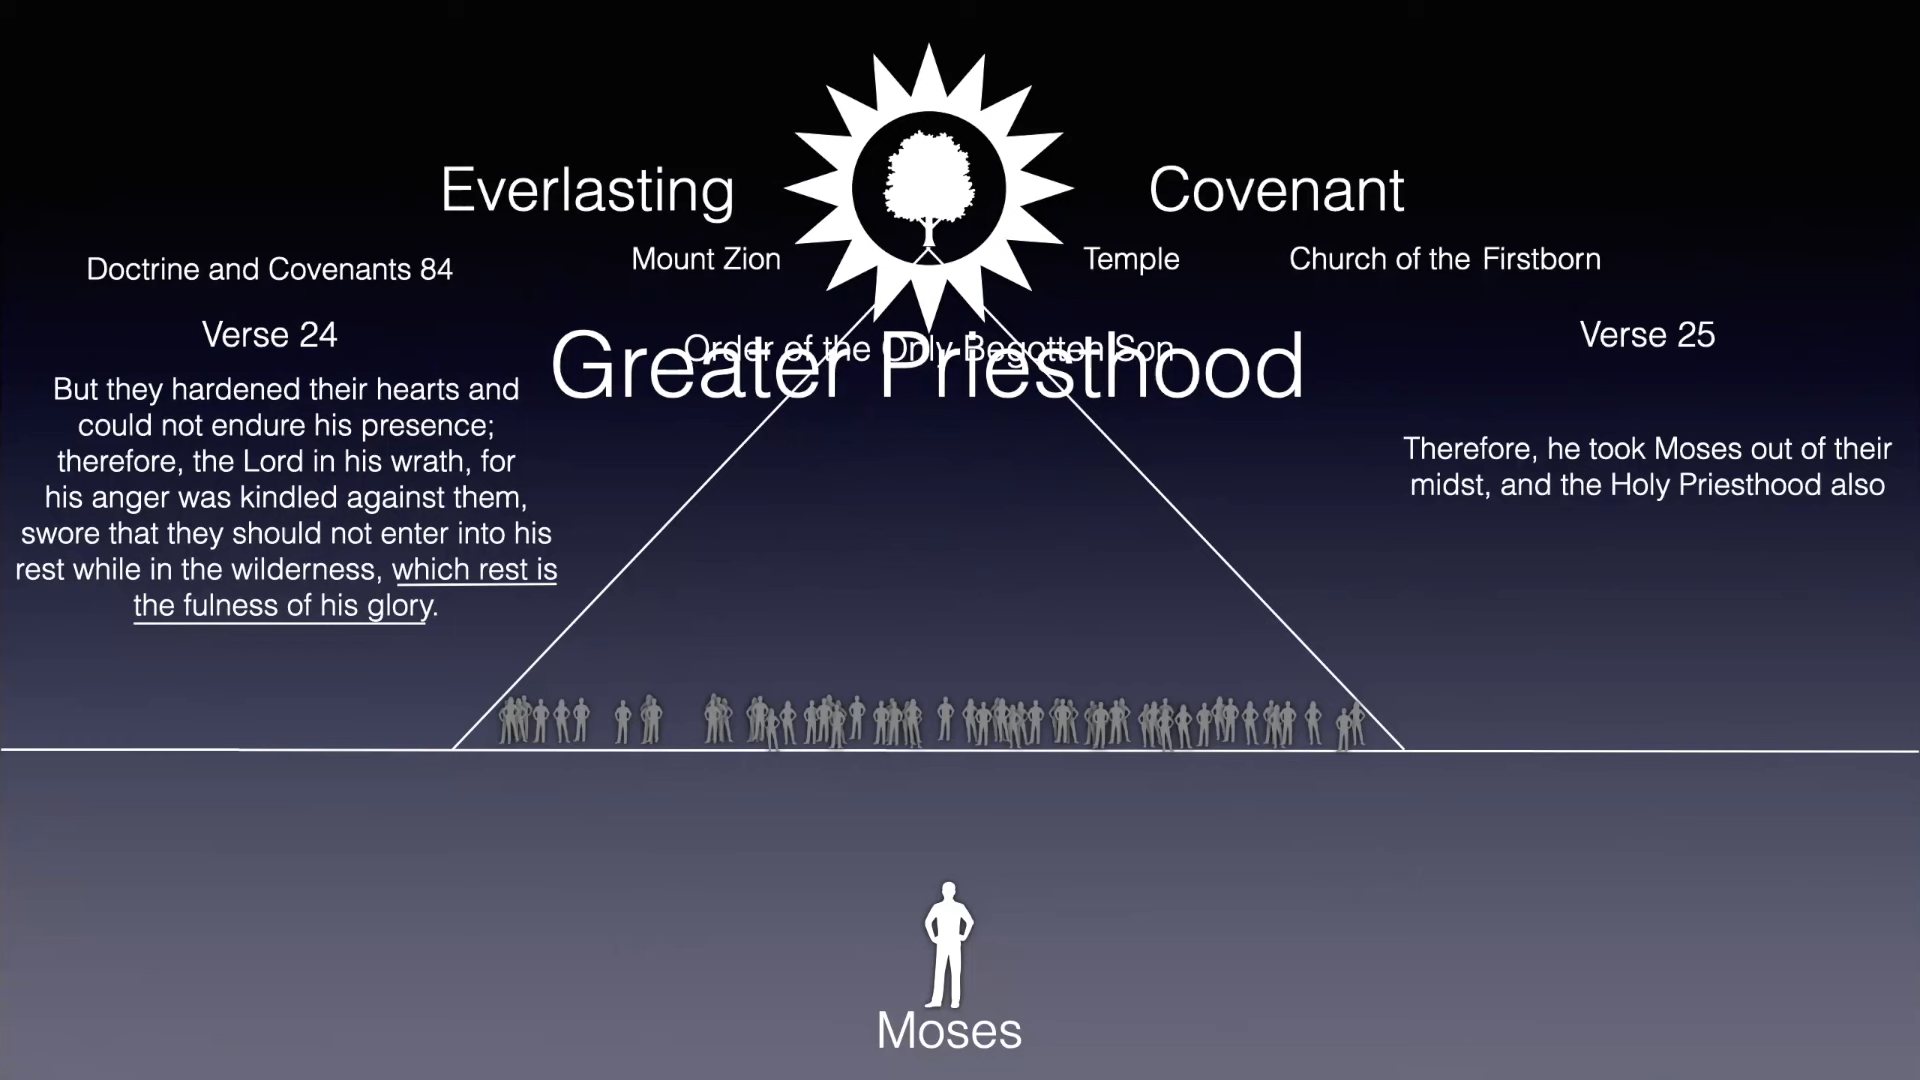 Everlasting Covenant
Mount Zion Temple Church of the Firstborn
Doctrine and Covenants 84
Order of the Only Begotten Son
Greater Priesthood
Verse 24
But they hardened their hearts and
could not endure his presence;
therefore, the Lord in his wrath, for
his anger was kindled against them,
swore that they should not enter into his
rest while in the wilderness, which rest is
the fulness of his glory.
Verse 25
Therefore, he took Moses out of their
midst, and the Holy Priesthood also
Moses